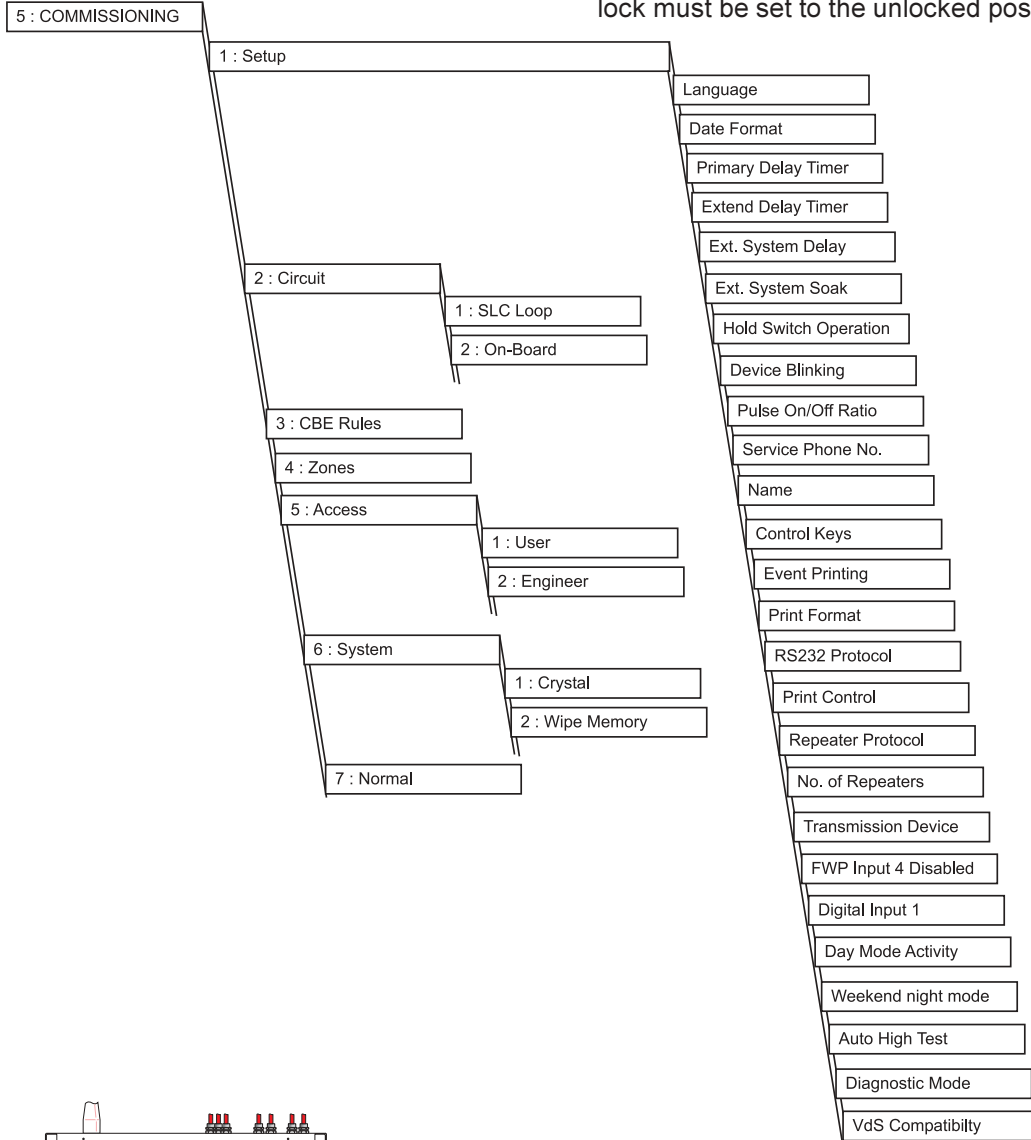 lock must be set to the unlocked pos
5 : COMMISSIONING
1 : Setup
Language
Date Format
Primary Delay Timer
Extend Delay Timer
Ext. System Delay
Ext. System Soak
Hold Switch Operation
Device Blinking
Pulse On/Off Ratio
Service Phone No.
Name
Control Keys
Event Printing
Print Format
RS232 Protocol
Print Control
Repeater Protocol
No. of Repeaters
Transmission Device
FWP Input 4 Disabled
Digital Input 1
Day Mode Activity
Weekend night mode
Auto High Test
Diagnostic Mode
VdS Compatibilty
2 : Circuit
1 : SLC Loop
2 : On-Board
3 : CBE Rules
4 : Zones
5 : Access
1 : User
2 : Engineer
6 : System
1 : Crystal
2 : Wipe Memory
7 : Normal